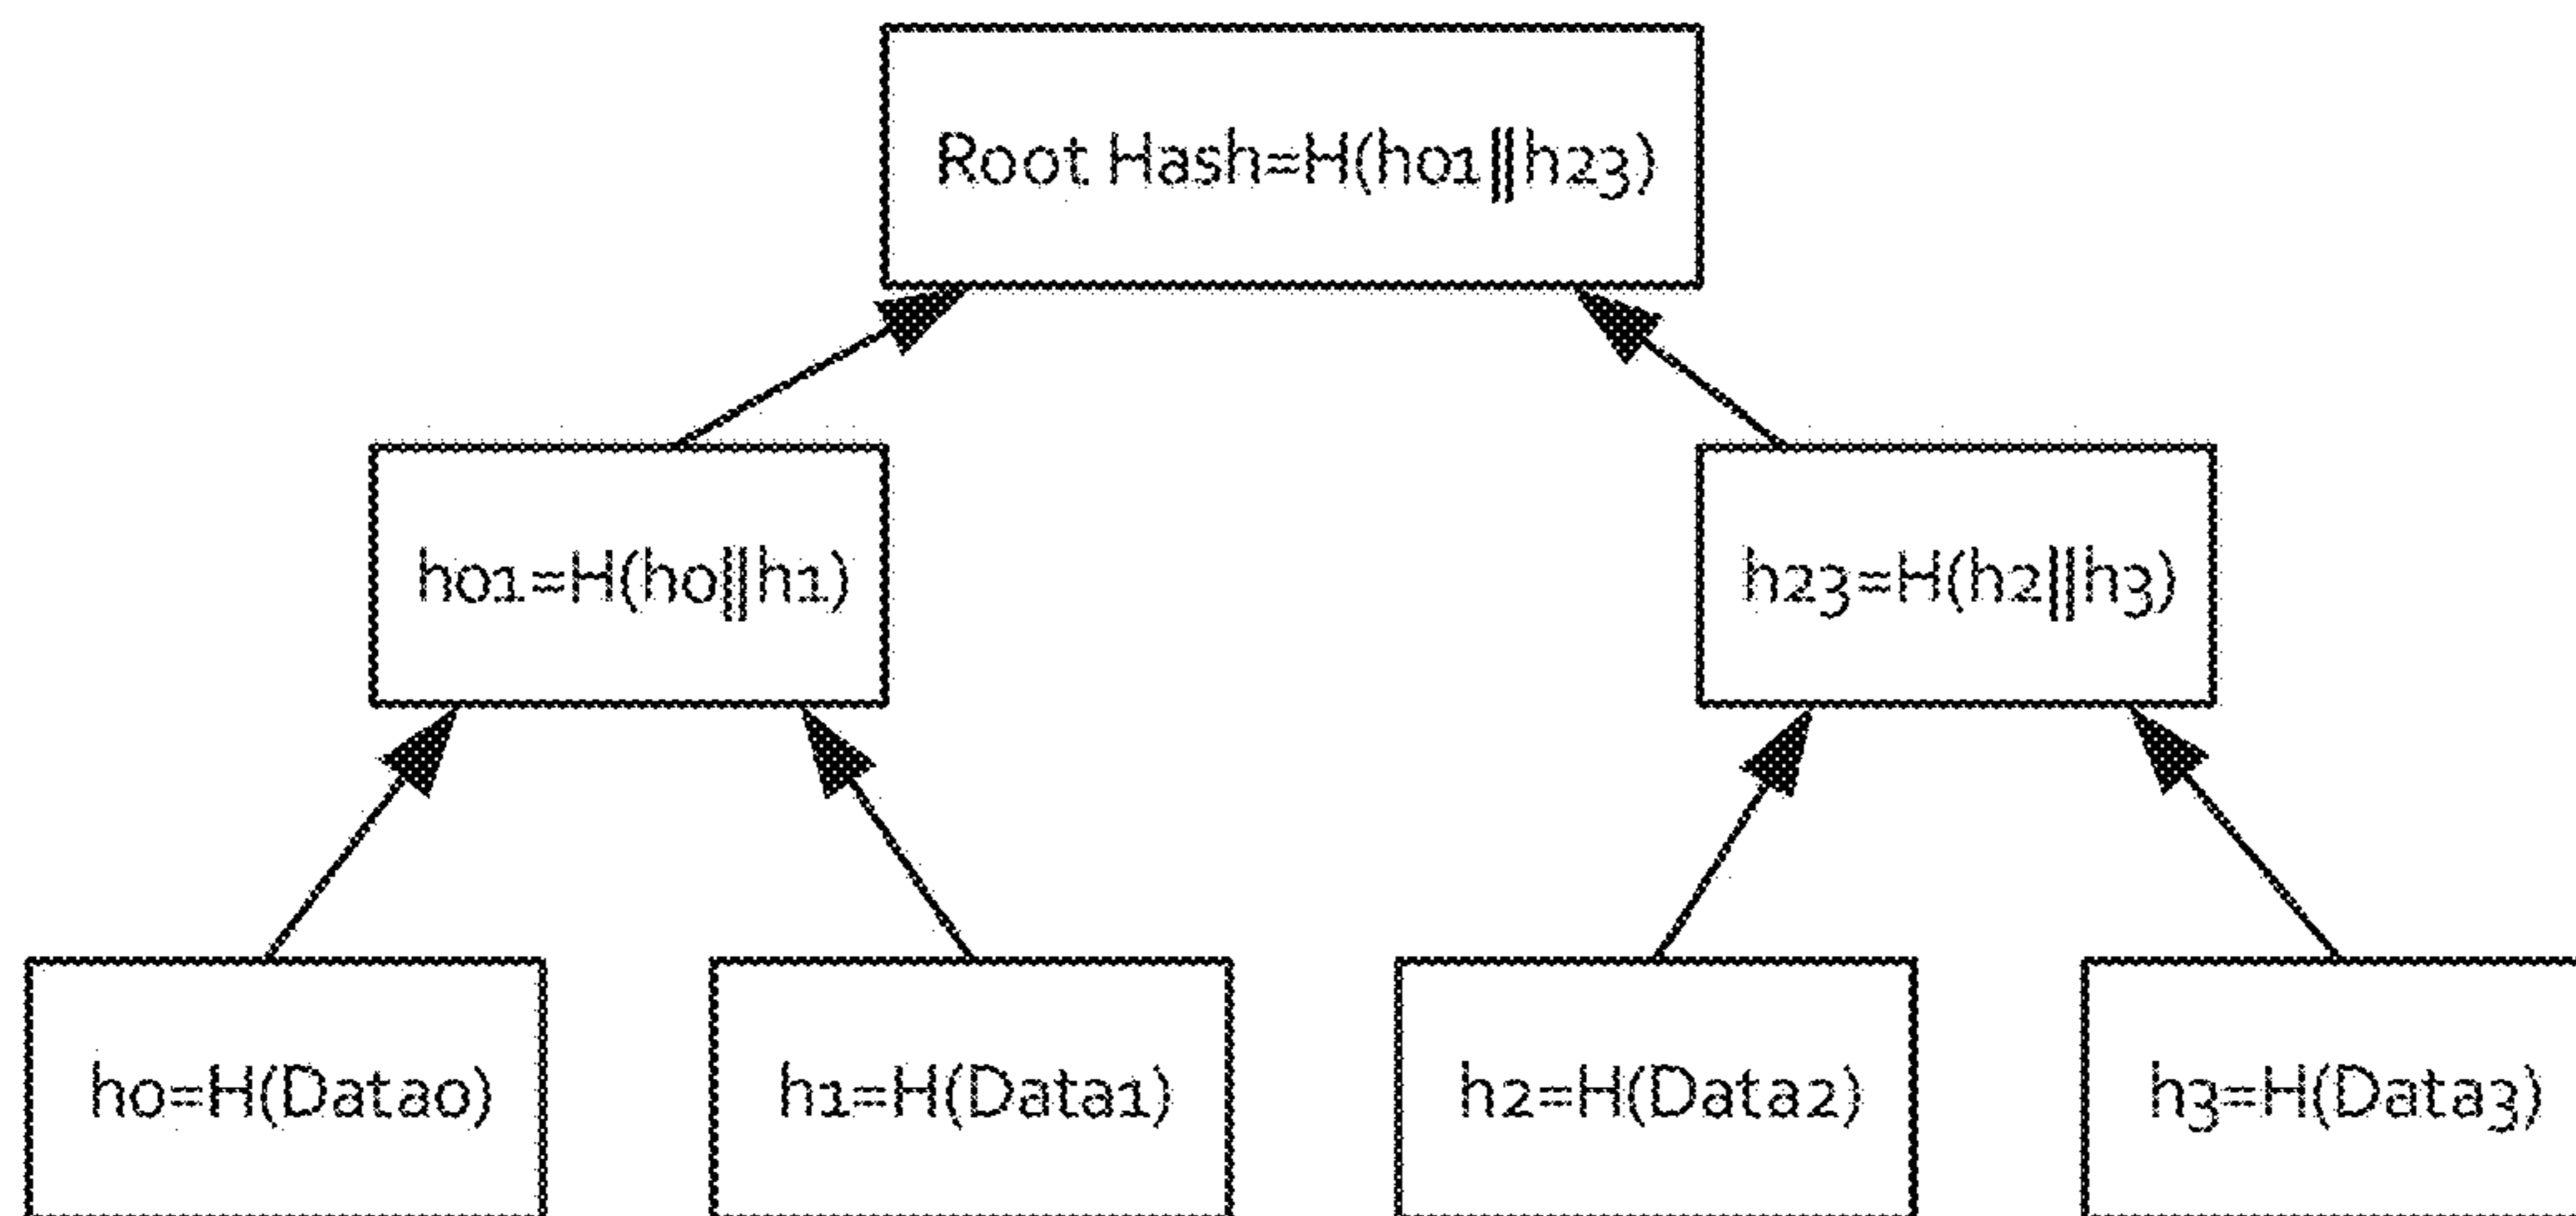 Root Hash=H(h01||h23)
h01=H(h0||h1)
h23=H(h2||h3)
h0=H(Data0)
h1=H(Data1)
h2=H(Data2)
h3=H(Data3)